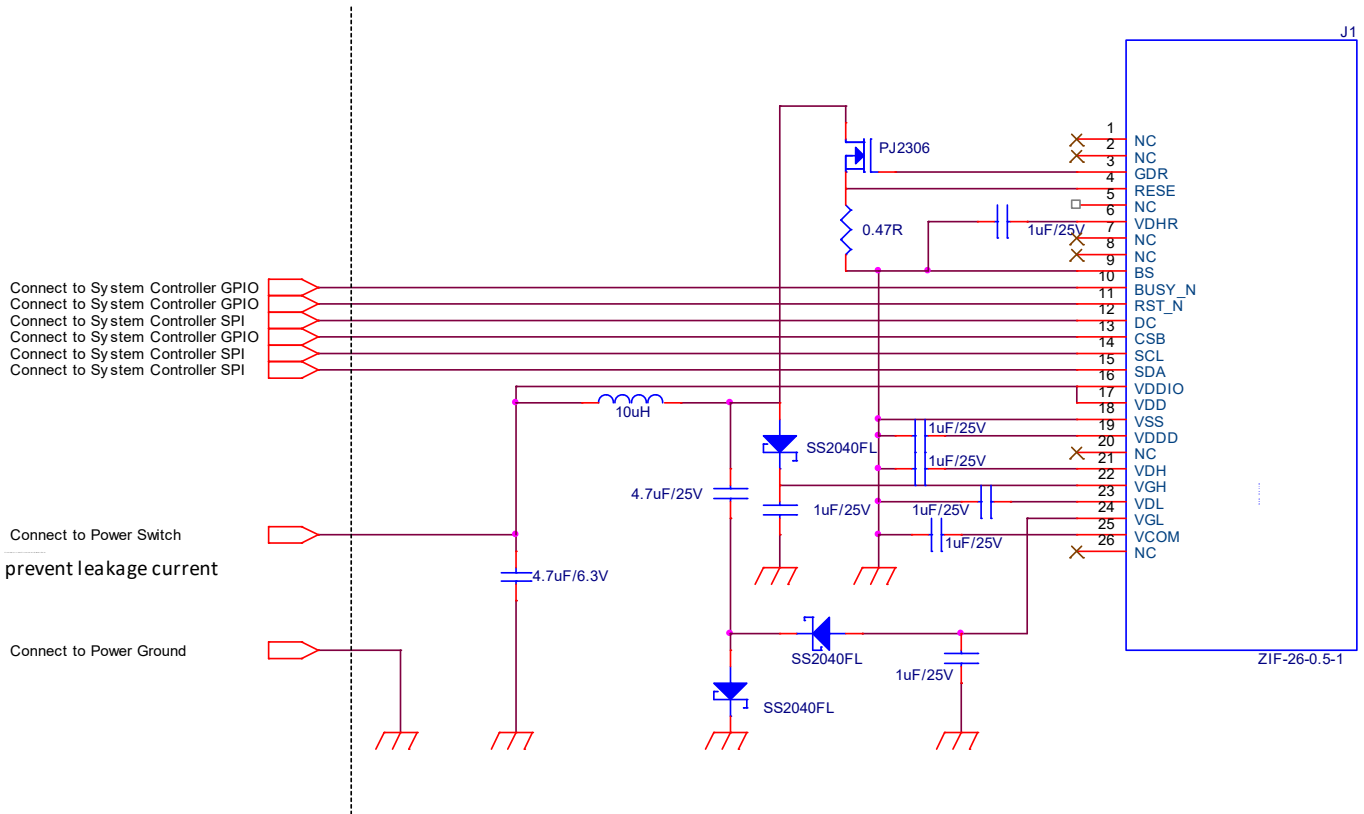 J1
1
NC
2
NC
3
GDR
4
RESE
5
NC
6
VDHR
7
NC
8
NC
9
BS
10
BUSY_N
11
RST_N
12
DC
13
CSB
14
SCL
15
SDA
16
VDDIO
17
VDD
18
VSS
19
VDDD
20
NC
21
VDH
22
VGH
23
VDL
24
VGL
25
VCOM
26
NC
ZIF-26-0.5-1
PJ2306
0.47R
1uF/25V
Connect to System Controller GPIO
Connect to System Controller GPIO
Connect to System Controller SPI
Connect to System Controller GPIO
Connect to System Controller SPI
Connect to System Controller SPI
10uH
1uF/25V
SS2040FL
1uF/25V
4.7uF/25V
1uF/25V
1uF/25V
1uF/25V
Connect to Power Switch
prevent leakage current
4.7uF/6.3V
Connect to Power Ground
SS2040FL
1uF/25V
SS2040FL